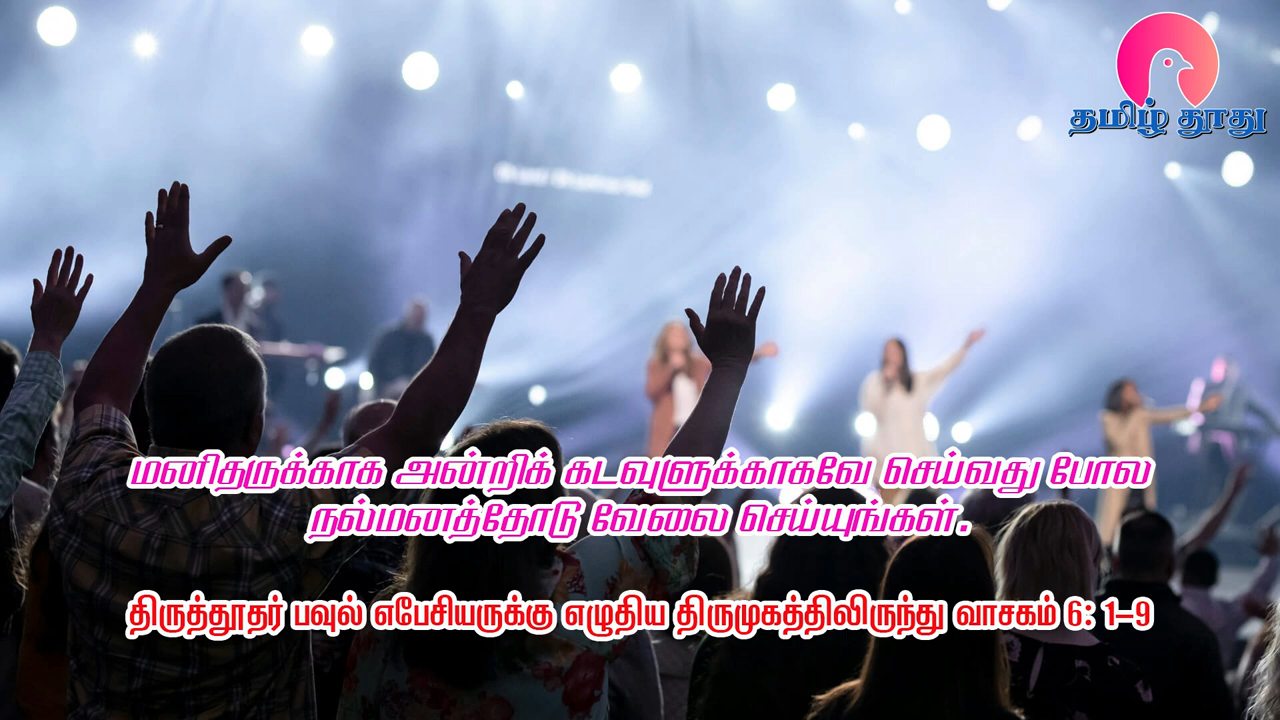 தமிழ் தூது
மனிதருக்காக அன்றிக் கடவுளுக்காகவே செய்வது போல
நல்மனத்தோடு வேலை செய்யுங்கள்.
திருத்தூதர் பவுல் எபேசியருக்கு எழுதிய திருமுகத்திலிருந்து வாசகம் 6: 1-9